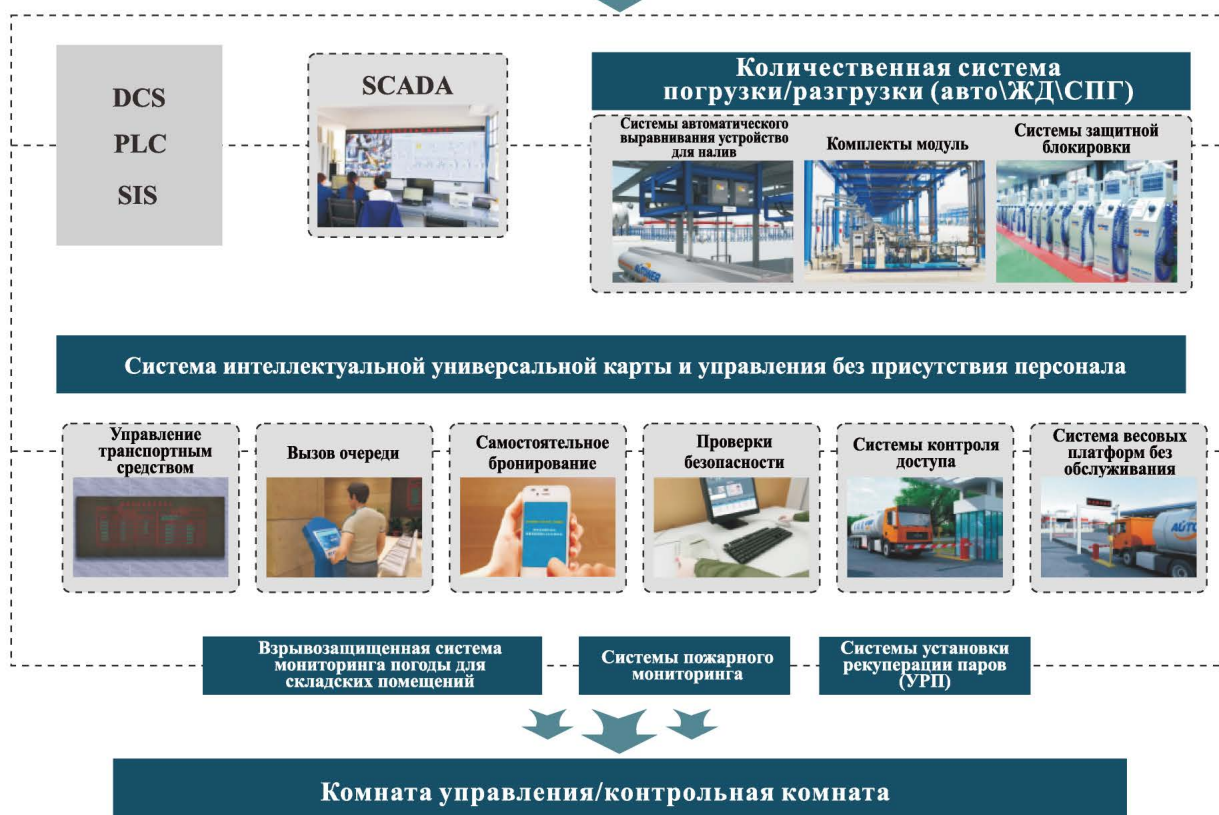 DCS
PLC
SIS
SCADA
Количественная система
погрузки/разгрузки (авто\ЖД\СПГ)
Системы автоматического
выравнивания устройство
для налив
Комплекты модуль
Системы защитной
блокировки
AUTOWER
Система интеллектуальной универсальной карты и управления без присутствия персонала
Управление
транспортным
средством
Вызов очереди
Самостоятельное
бронирование
Проверки
безопасности
Системы контроля
доступа
Система весовых
платформ без
обслуживания
Взрывозащищенная система
мониторинга погоды для
складских помещений
Системы пожарного
мониторинга
Системы установки
рекуперации паров
(УРП)
Комната управления/контрольная комната